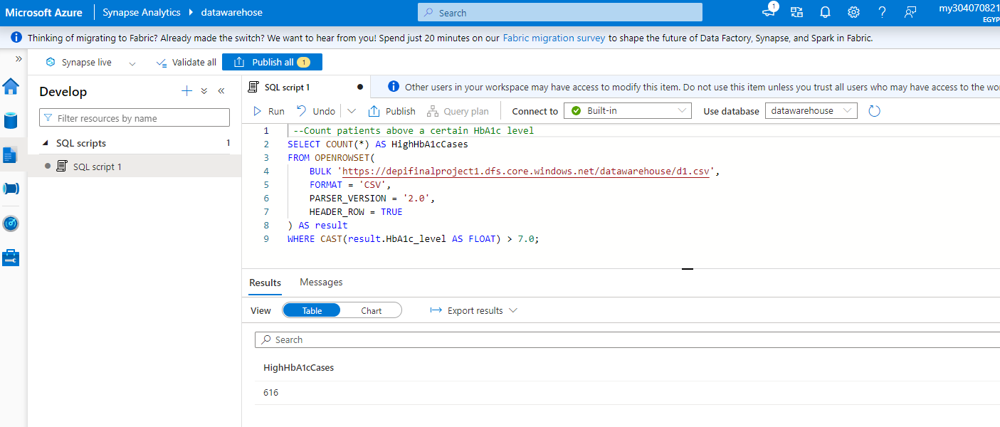 Microsoft Azure
Synapse Analytics
datawarehose
Search
1
my304070821
EGYP
Thinking of migrating to Fabric? Already made the switch? We want to hear from you! Spend just 20 minutes on our Fabric migration survey to shape the future of Data Factory, Synapse, and Spark in Fabric.
Synapse live
Validate all
Publish all 1
Develop
Filter resources by name
SQL scripts 1
SQL script 1
SQL script 1
Other users in your workspace may have access to modify this item. Do not use this item unless you trust all users who may have access to the wo
Run
Undo
Publish
Query plan
Connect to
Built-in
Use database
datawarehouse
1 --Count patients above a certain HbA1c level
2 SELECT COUNT(*) AS HighHbA1cCases
3 FROM OPENROWSET(
4 BULK 'https://depifinalproject1.dfs.core.windows.net/datawarehouse/d1.csv',
5 FORMAT = 'CSV',
6 PARSER_VERSION = '2.0',
7 HEADER_ROW = TRUE
8 ) AS result
9 WHERE CAST(result.HbA1c_level AS FLOAT) > 7.0;
Results
Messages
View
Table
Chart
Export results
Search
HighHbA1cCases
616